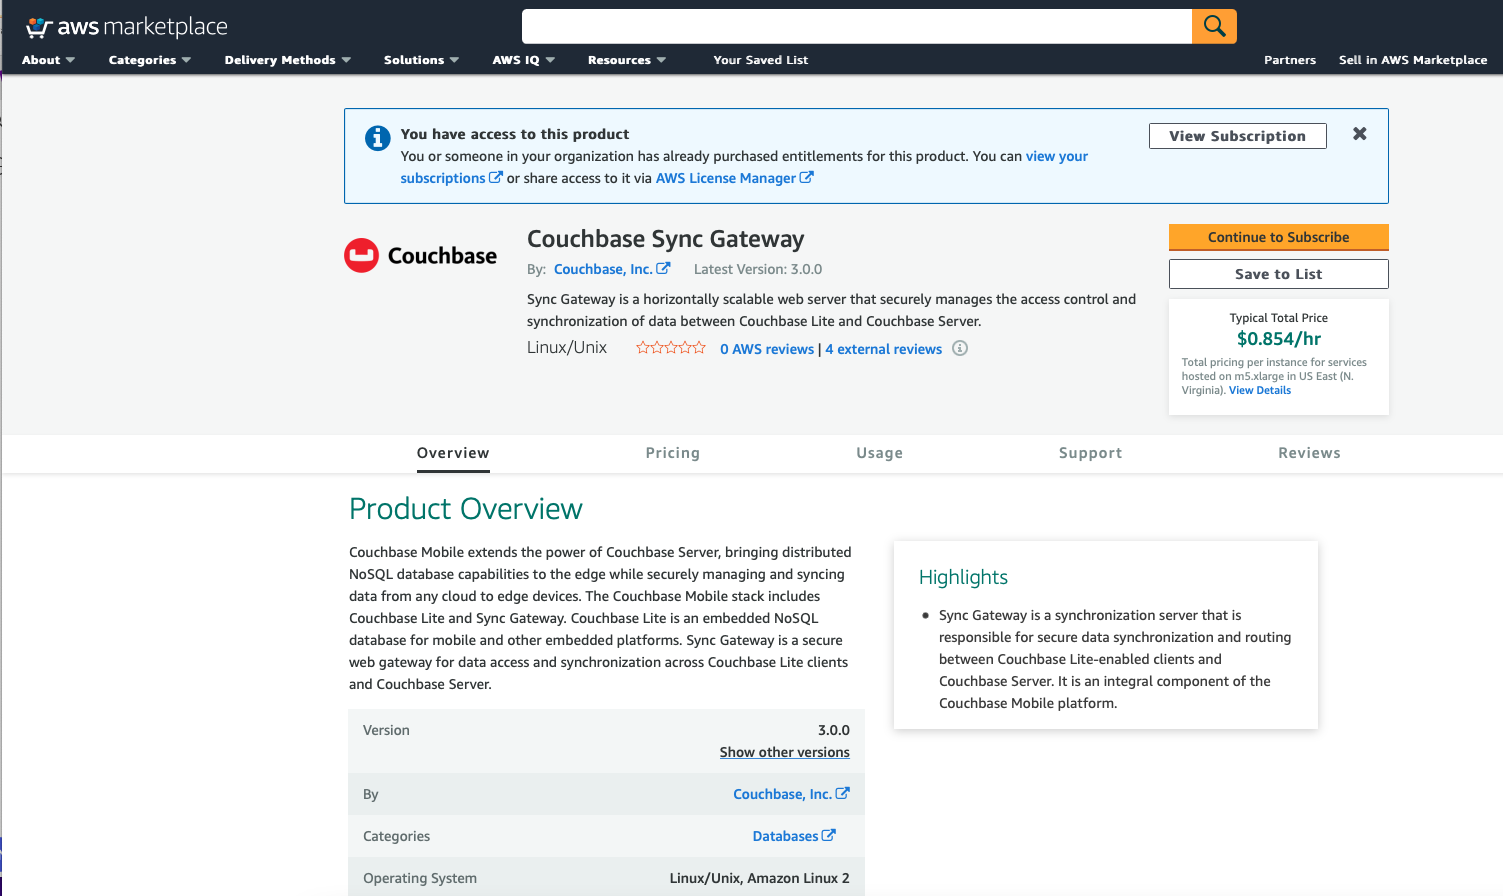 aws marketplace
About Categories Delivery Methods Solutions AWS IQ Resources Your Saved List Partners Sell in AWS Marketplace
You have access to this product
View Subscription
You or someone in your organization has already purchased entitlements for this product. You can view your
subscriptions or share access to it via AWS License Manager
Couchbase
Couchbase Sync Gateway
By: Couchbase, Inc. Latest Version: 3.0.0
Sync Gateway is a horizontally scalable web server that securely manages the access control and
synchronization of data between Couchbase Lite and Couchbase Server.
Linux/Unix 0 AWS reviews | 4 external reviews
Continue to Subscribe
Save to List
Typical Total Price
$0.854/hr
Total pricing per instance for services
hosted on m5.xlarge in US East (N.
Virginia). View Details
Overview Pricing Usage Support Reviews
Product Overview
Couchbase Mobile extends the power of Couchbase Server, bringing distributed
NoSQL database capabilities to the edge while securely managing and syncing
data from any cloud to edge devices. The Couchbase Mobile stack includes
Couchbase Lite and Sync Gateway. Couchbase Lite is an embedded NoSQL
database for mobile and other embedded platforms. Sync Gateway is a secure
web gateway for data access and synchronization across Couchbase Lite clients
and Couchbase Server.
Version 3.0.0
Show other versions
By Couchbase, Inc.
Categories Databases
Operating System Linux/Unix, Amazon Linux 2
Highlights
Sync Gateway is a synchronization server that is
responsible for secure data synchronization and routing
between Couchbase Lite-enabled clients and
Couchbase Server. It is an integral component of the
Couchbase Mobile platform.